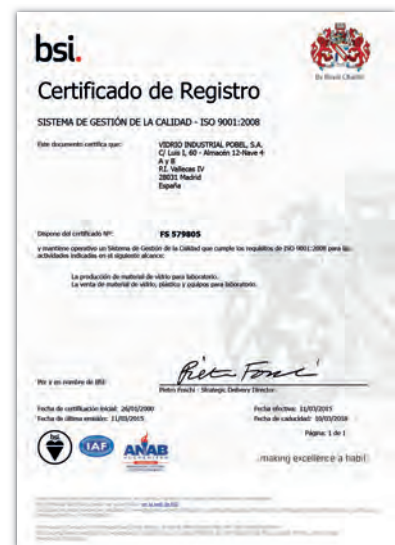 bsi.
By Royal Charter
Certificado de Registro
SISTEMA DE GESTIÓN DE LA CALIDAD - ISO 9001:2008
Este documento certifica que:
VIDRIO INDUSTRIAL POBEL, S.A.
C/ Luis I, 60 - Almacén 12-Nave 4
A y B
P.I. Vallecas IV
28031 Madrid
España
Dispone del certificado Nº:
FS 579805
y mantiene operativo un Sistema de Gestión de la Calidad que cumple los requisitos de ISO 9001:2008 para las
actividades indicadas en el siguiente alcance:
La producción de material de vidrio para laboratorio.
La venta de material de vidrio, plástico y equipos para laboratorio.
Por y en nombre de BSI:
Pietro Foschi - Strategic Delivery Director
Fecha de certificación inicial: 26/01/2000
Fecha efectiva: 11/03/2015
Fecha de última emisión: 11/03/2015
Fecha de caducidad: 10/03/2018
Página: 1 de 1
bsi.
IAF
ANAB
ACCREDITED
...making excellence a habit.